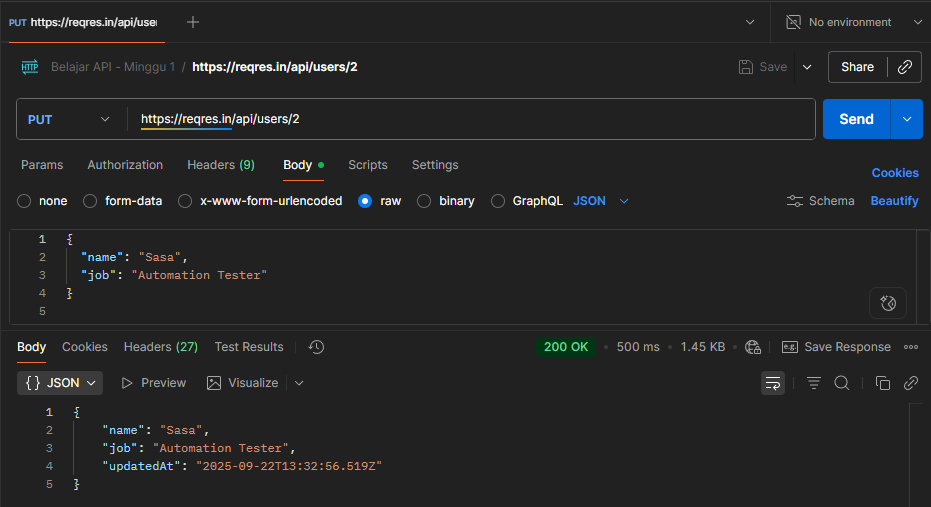 PUT https://reqres.in/api/user
No environment
HTTP Belajar API - Minggu 1 / https://reqres.in/api/users/2
Save
Share
PUT https://reqres.in/api/users/2
Send
Params Authorization Headers (9) Body Scripts Settings
Cookies
none form-data x-www-form-urlencoded raw binary GraphQL JSON
Schema Beautify
1 {
2 "name": "Sasa",
3 "job": "Automation Tester"
4 }
5
Body Cookies Headers (27) Test Results
200 OK • 500 ms • 1.45 KB • e.g. Save Response
{} JSON Preview Visualize
1 {
2 "name": "Sasa",
3 "job": "Automation Tester",
4 "updatedAt": "2025-09-22T13:32:56.519Z"
5 }